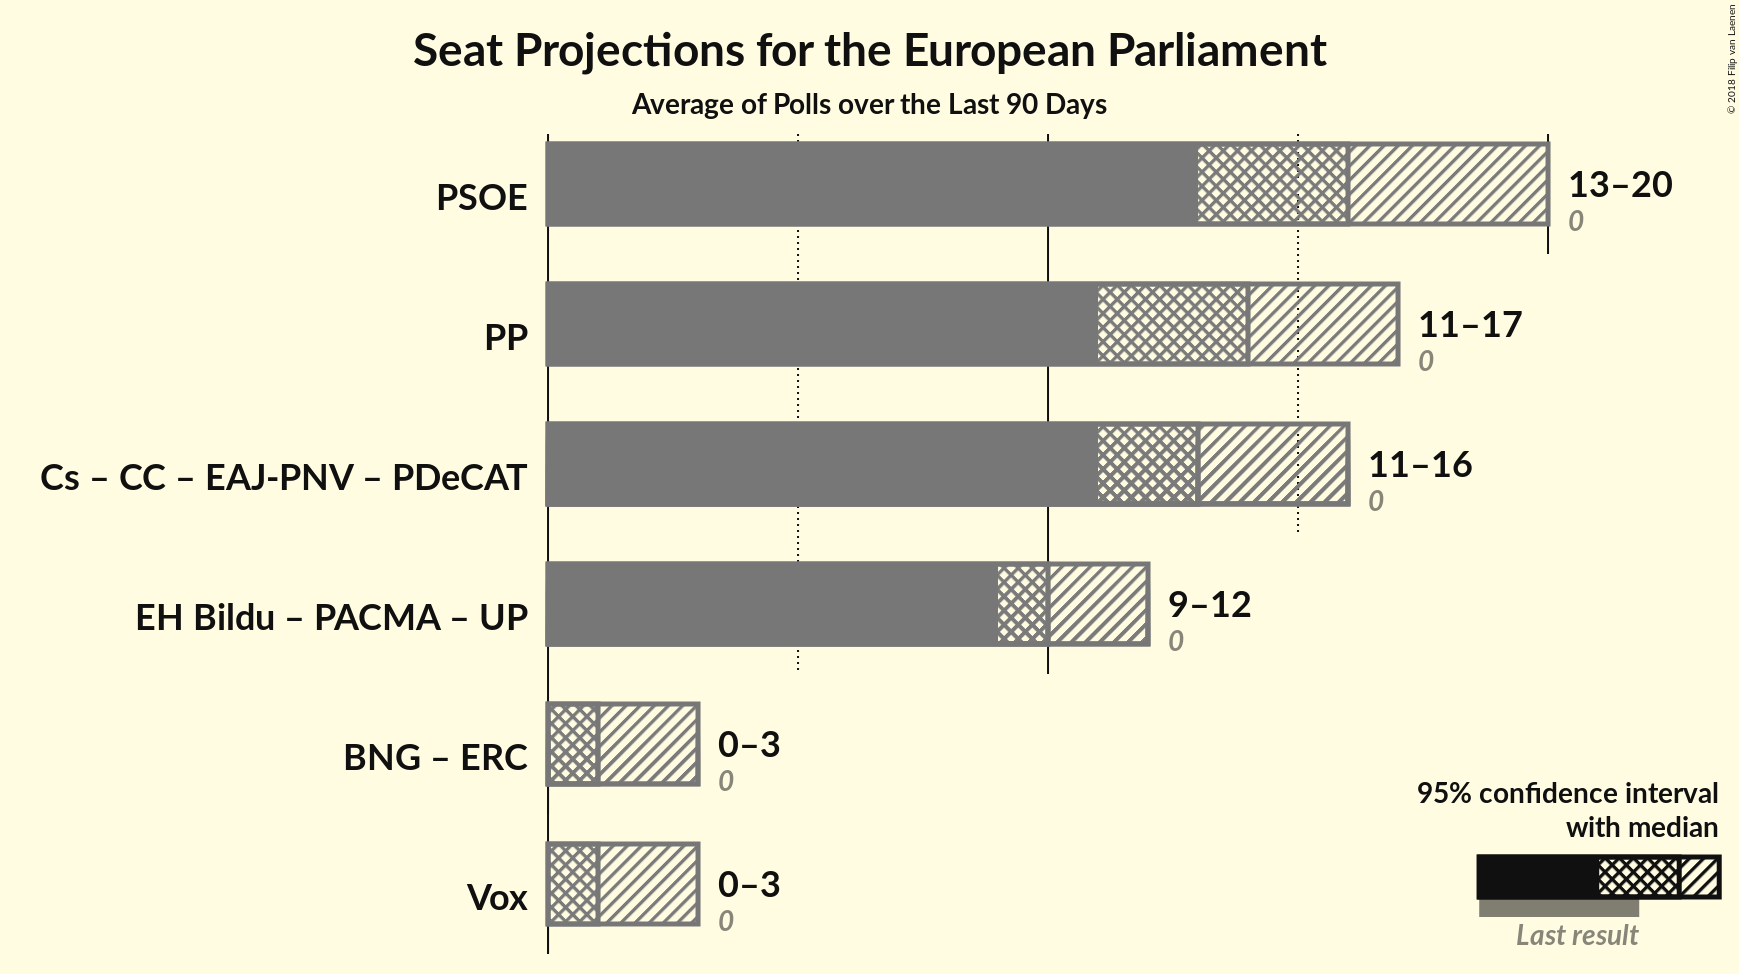 Seat Projections for the European Parliament
Average of Polls over the Last 90 Days
© 2018 Filip van Laenen
PSOE
13–20
0
PP
11–17
0
Cs – CC – EAJ-PNV – PDeCAT
11–16
0
EH Bildu – PACMA – UP
9–12
0
BNG – ERC
0–3
0
Vox
0–3
0
95% confidence interval
with median
Last result